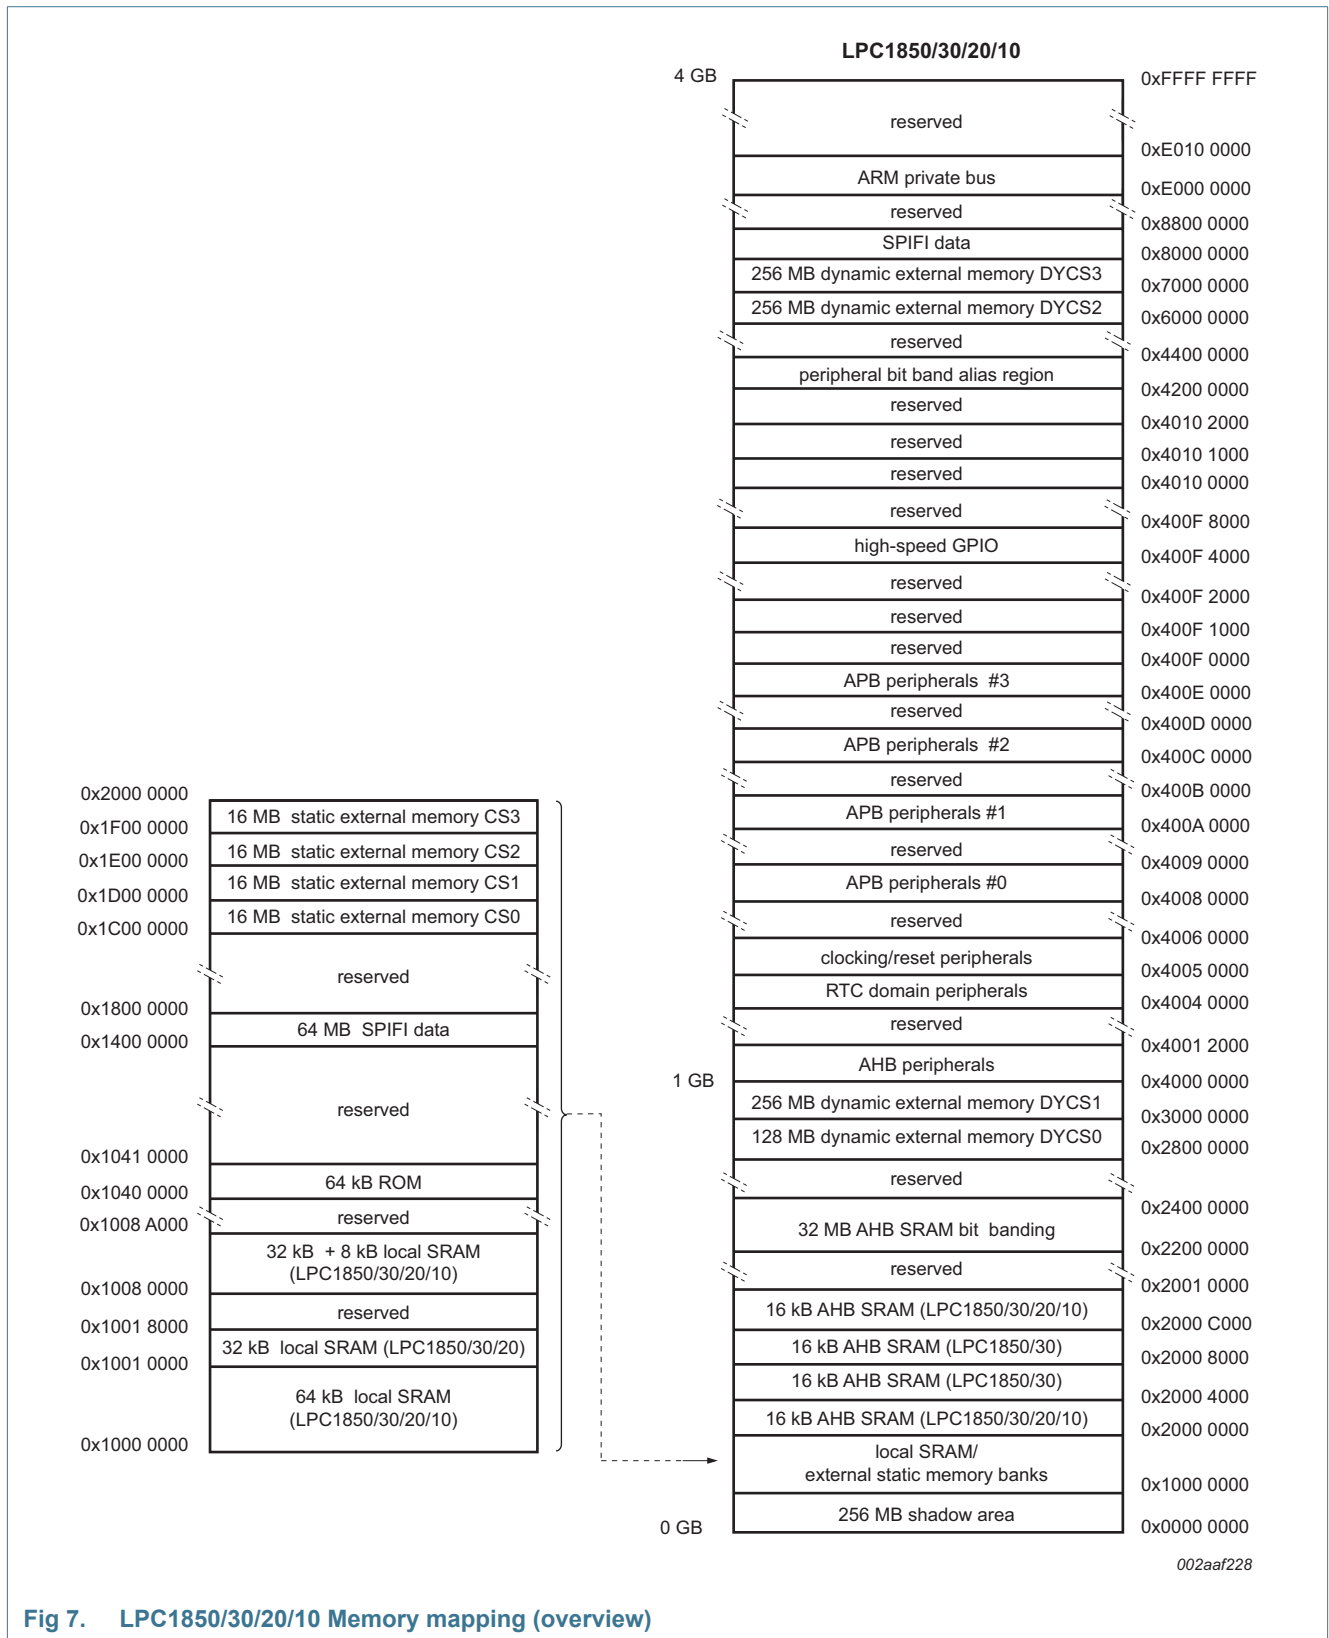 LPC1850/30/20/10
4 GB
0xFFFF FFFF
reserved
0xE010 0000
ARM private bus
0xE000 0000
reserved
0x8800 0000
SPIFI data
0x8000 0000
256 MB dynamic external memory DYCS3
0x7000 0000
256 MB dynamic external memory DYCS2
0x6000 0000
reserved
0x4400 0000
peripheral bit band alias region
0x4200 0000
reserved
0x4010 2000
reserved
0x4010 1000
reserved
0x4010 0000
reserved
0x400F 8000
high-speed GPIO
0x400F 4000
reserved
0x400F 2000
reserved
0x400F 1000
reserved
0x400F 0000
APB peripherals #3
0x400E 0000
reserved
0x400D 0000
APB peripherals #2
0x400C 0000
reserved
0x400B 0000
APB peripherals #1
0x400A 0000
reserved
0x4009 0000
APB peripherals #0
0x4008 0000
reserved
0x4006 0000
clocking/reset peripherals
0x4005 0000
RTC domain peripherals
0x4004 0000
reserved
0x4001 2000
AHB peripherals
1 GB
0x4000 0000
256 MB dynamic external memory DYCS1
0x3000 0000
128 MB dynamic external memory DYCS0
0x2800 0000
reserved
0x2400 0000
32 MB AHB SRAM bit banding
0x2200 0000
reserved
0x2001 0000
16 kB AHB SRAM (LPC1850/30/20/10)
0x2000 C000
16 kB AHB SRAM (LPC1850/30)
0x2000 8000
16 kB AHB SRAM (LPC1850/30)
0x2000 4000
16 kB AHB SRAM (LPC1850/30/20/10)
0x2000 0000
local SRAM/
external static memory banks
0x1000 0000
256 MB shadow area
0 GB
0x0000 0000
0x2000 0000
16 MB static external memory CS3
0x1F00 0000
16 MB static external memory CS2
0x1E00 0000
16 MB static external memory CS1
0x1D00 0000
16 MB static external memory CS0
0x1C00 0000
reserved
0x1800 0000
64 MB SPIFI data
0x1400 0000
reserved
0x1041 0000
64 kB ROM
0x1040 0000
reserved
0x1008 A000
32 kB + 8 kB local SRAM
(LPC1850/30/20/10)
0x1008 0000
reserved
0x1001 8000
32 kB local SRAM (LPC1850/30/20)
0x1001 0000
64 kB local SRAM
(LPC1850/30/20/10)
0x1000 0000
002aaf228
Fig 7. LPC1850/30/20/10 Memory mapping (overview)